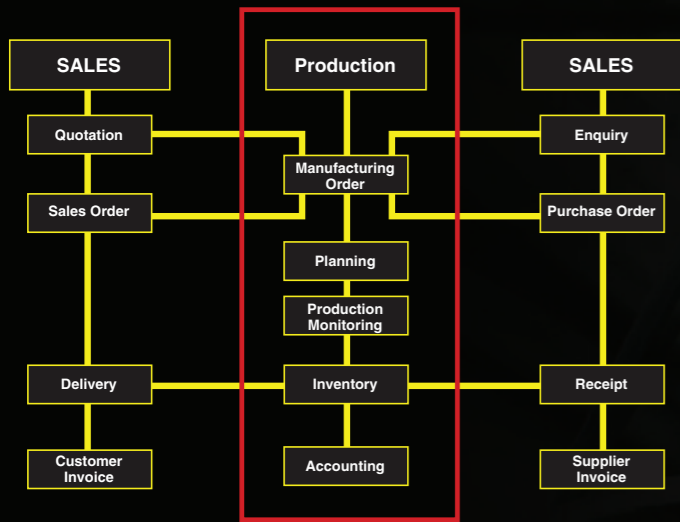 SALES
Production
SALES
Quotation
Enquiry
Manufacturing
Order
Sales Order
Purchase Order
Planning
Production
Monitoring
Delivery
Inventory
Receipt
Customer
Invoice
Accounting
Supplier
Invoice